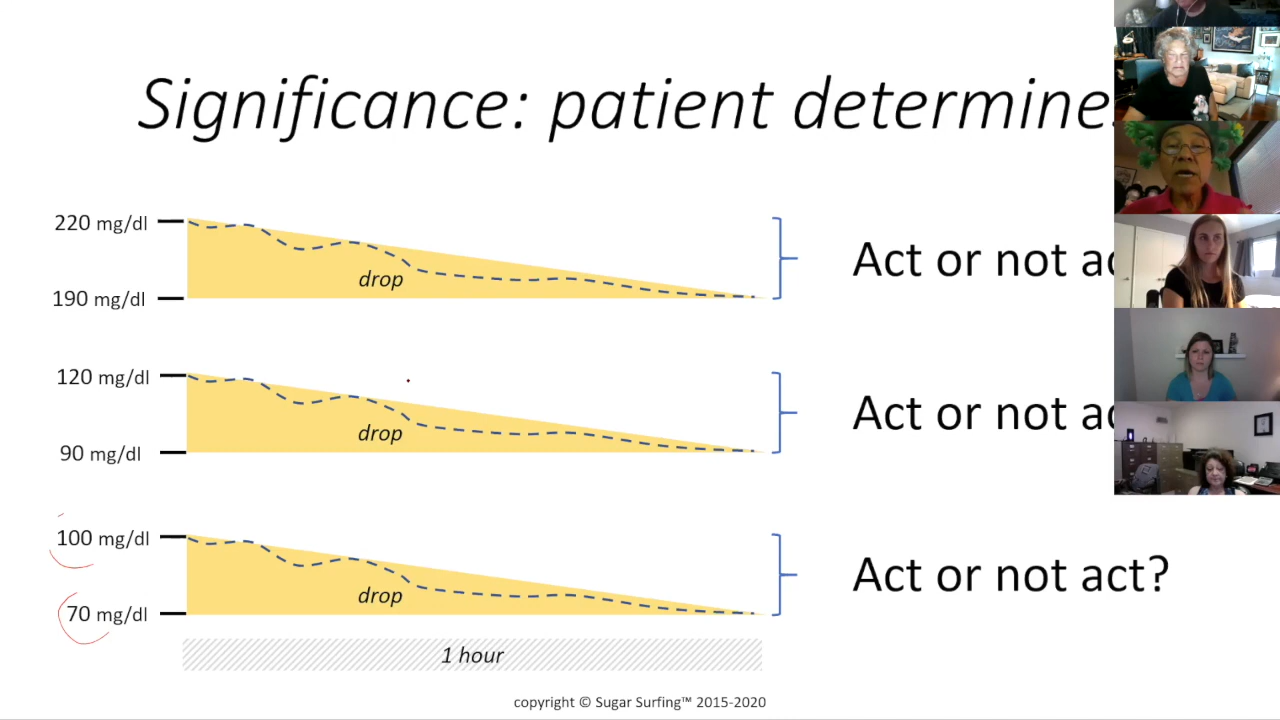 Significance: patient determine
220 mg/dl
190 mg/dl
drop
Act or not
120 mg/dl
90 mg/dl
drop
Act or not
100 mg/dl
70 mg/dl
drop
Act or not act?
1 hour
copyright © Sugar Surfing™ 2015-2020